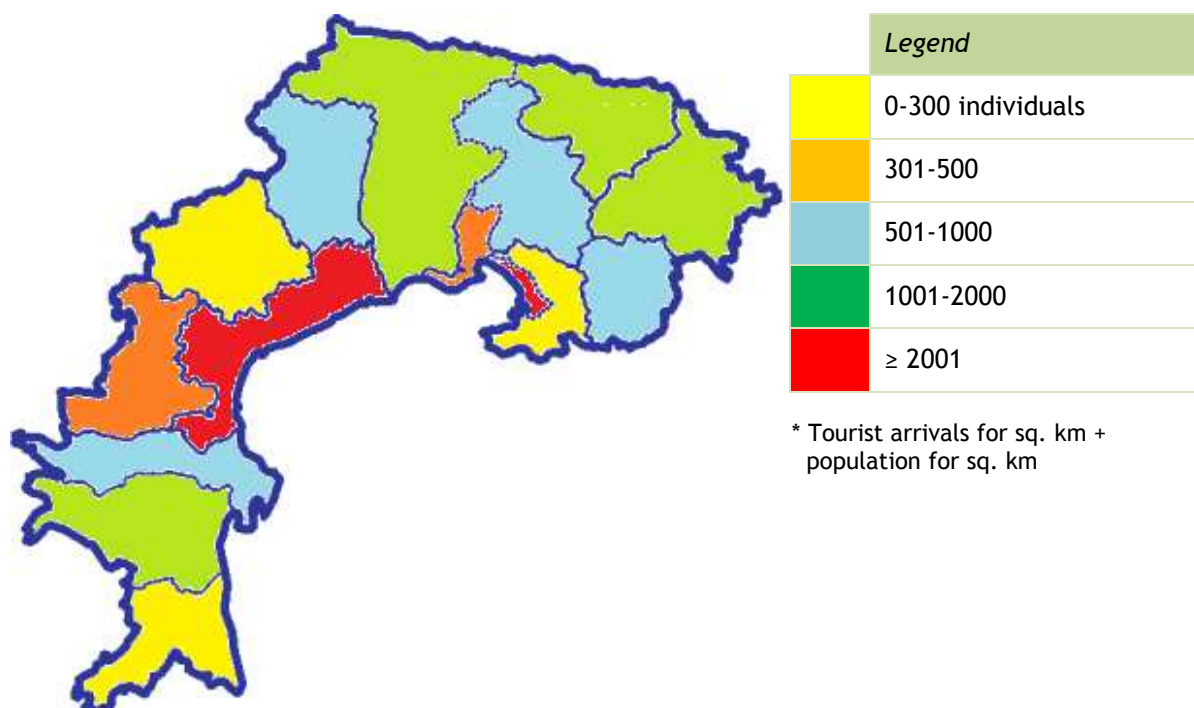 Legend
0-300 individuals
301-500
501-1000
1001-2000
≥ 2001
* Tourist arrivals for sq. km +
population for sq. km